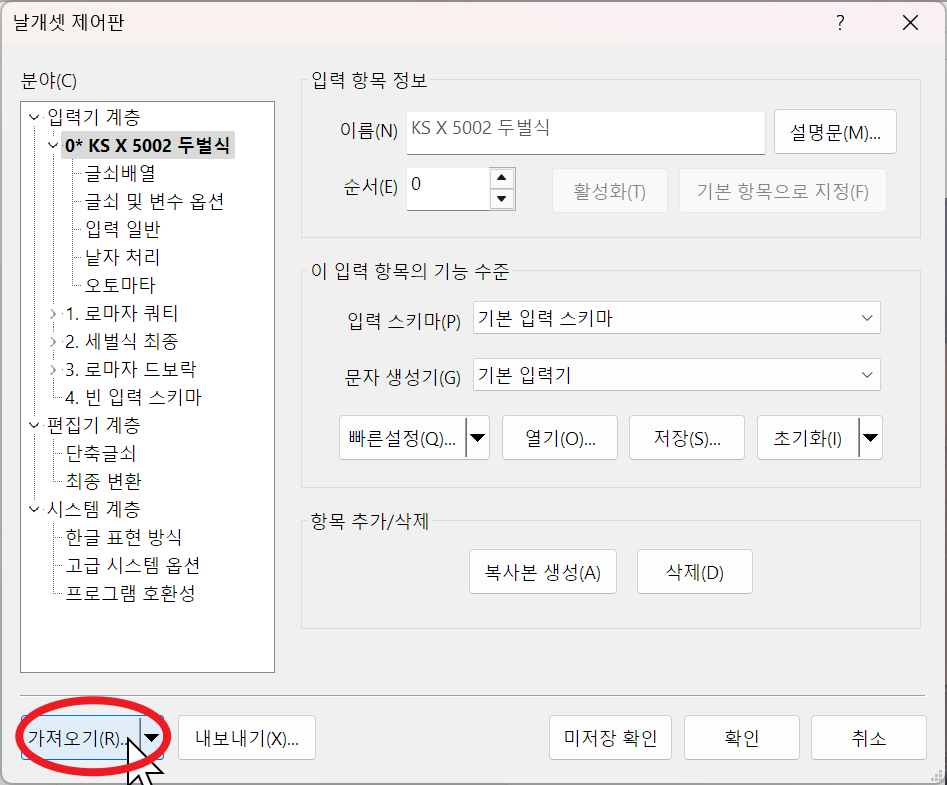 날개셋 제어판
분야(C)
입력기 계층
0* KS X 5002 두벌식
글쇠배열
글쇠 및 변수 옵션
입력 일반
낱자 처리
오토마타
1. 로마자 쿼티
2. 세벌식 최종
3. 로마자 드보락
4. 빈 입력 스키마
편집기 계층
단축글쇠
최종 변환
시스템 계층
한글 표현 방식
고급 시스템 옵션
프로그램 호환성
입력 항목 정보
이름(N) KS X 5002 두벌식 설명문(M)...
순서(E) 0 활성화(T) 기본 항목으로 지정(F)
이 입력 항목의 기능 수준
입력 스키마(P) 기본 입력 스키마
문자 생성기(G) 기본 입력기
빠른설정(Q)... 열기(O)... 저장(S)... 초기화(I)
항목 추가/삭제
복사본 생성(A) 삭제(D)
가져오기(R)... 내보내기(X)... 미저장 확인 확인 취소